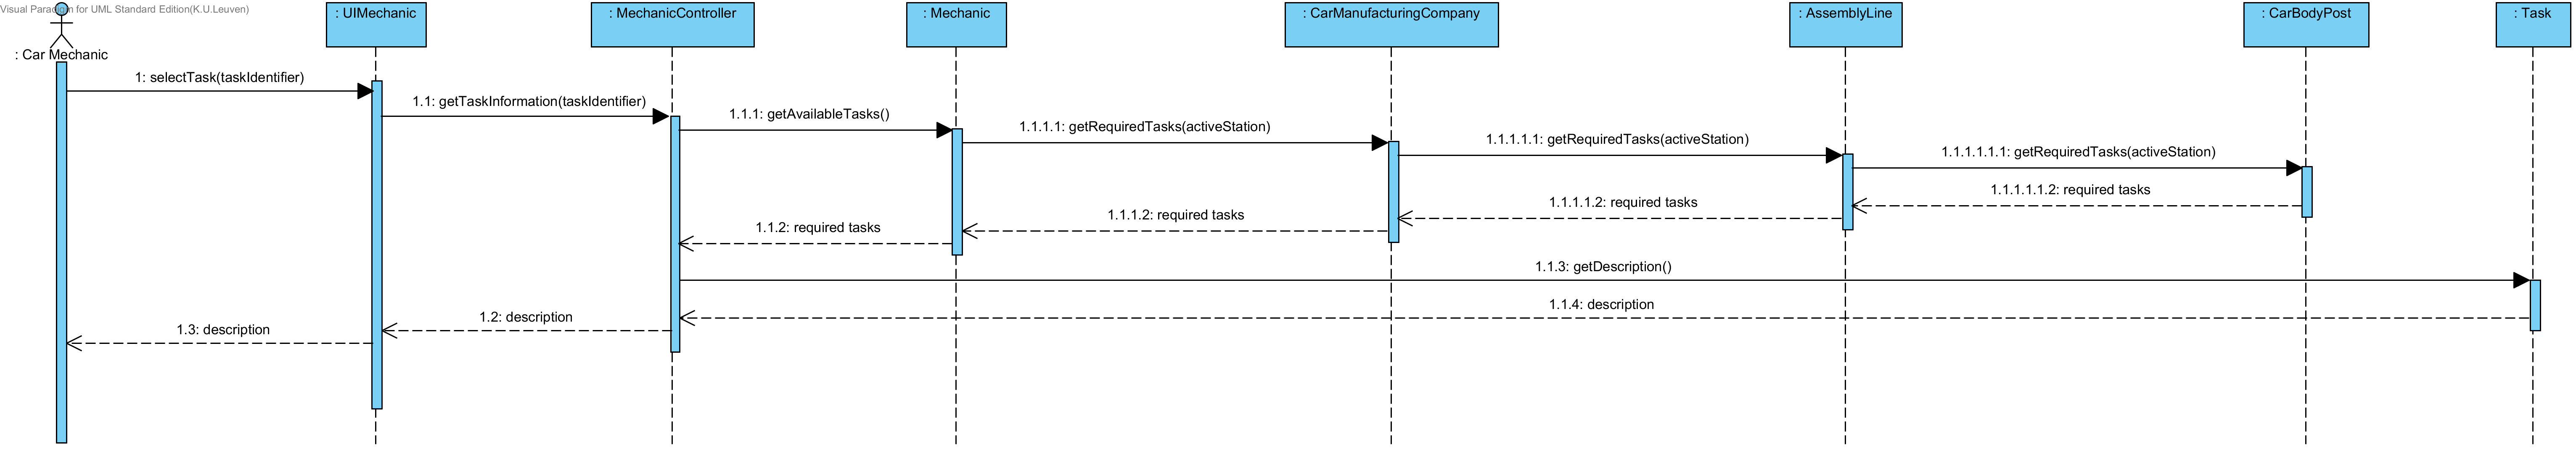 Visual Paradigm for UML Standard Edition(K.U.Leuven)
: Car Mechanic
: UIMechanic
: MechanicController
: Mechanic
: CarManufacturingCompany
: AssemblyLine
: CarBodyPost
: Task
1: selectTask(taskIdentifier)
1.1: getTaskInformation(taskIdentifier)
1.1.1: getAvailableTasks()
1.1.1.1: getRequiredTasks(activeStation)
1.1.1.1.1: getRequiredTasks(activeStation)
1.1.1.1.1.1: getRequiredTasks(activeStation)
1.1.1.1.1.2: required tasks
1.1.1.1.2: required tasks
1.1.1.2: required tasks
1.1.2: required tasks
1.1.3: getDescription()
1.1.4: description
1.2: description
1.3: description